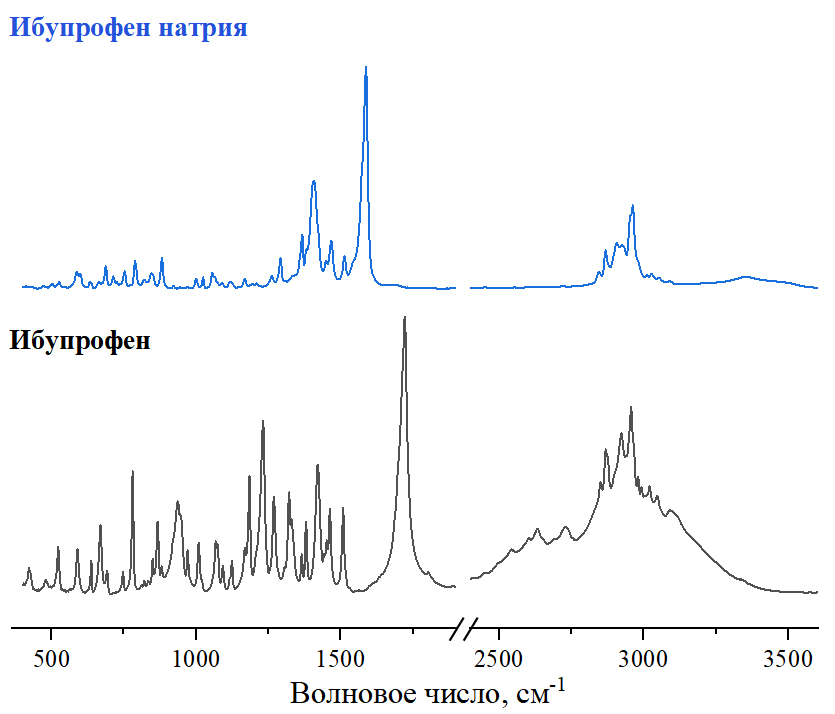 Ибупрофен натрия
Ибупрофен
500 1000 1500 2500 3000 3500
Волновое число, см-1